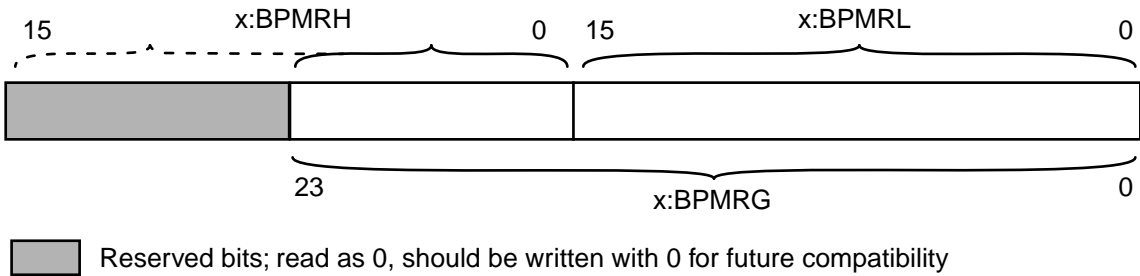 15 x:BPMRH 0 15 x:BPMRL 0
23 x:BPMRG 0
Reserved bits; read as 0, should be written with 0 for future compatibility